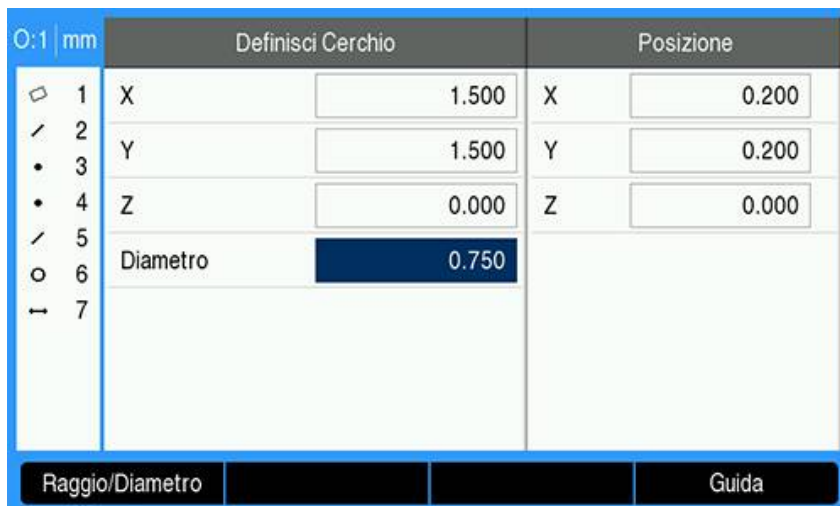 O:1 mm Definisci Cerchio Posizione
1 X 1.500 X 0.200
2
3 Y 1.500 Y 0.200
4 Z 0.000 Z 0.000
5
6 Diametro 0.750
7
Raggio/Diametro Guida